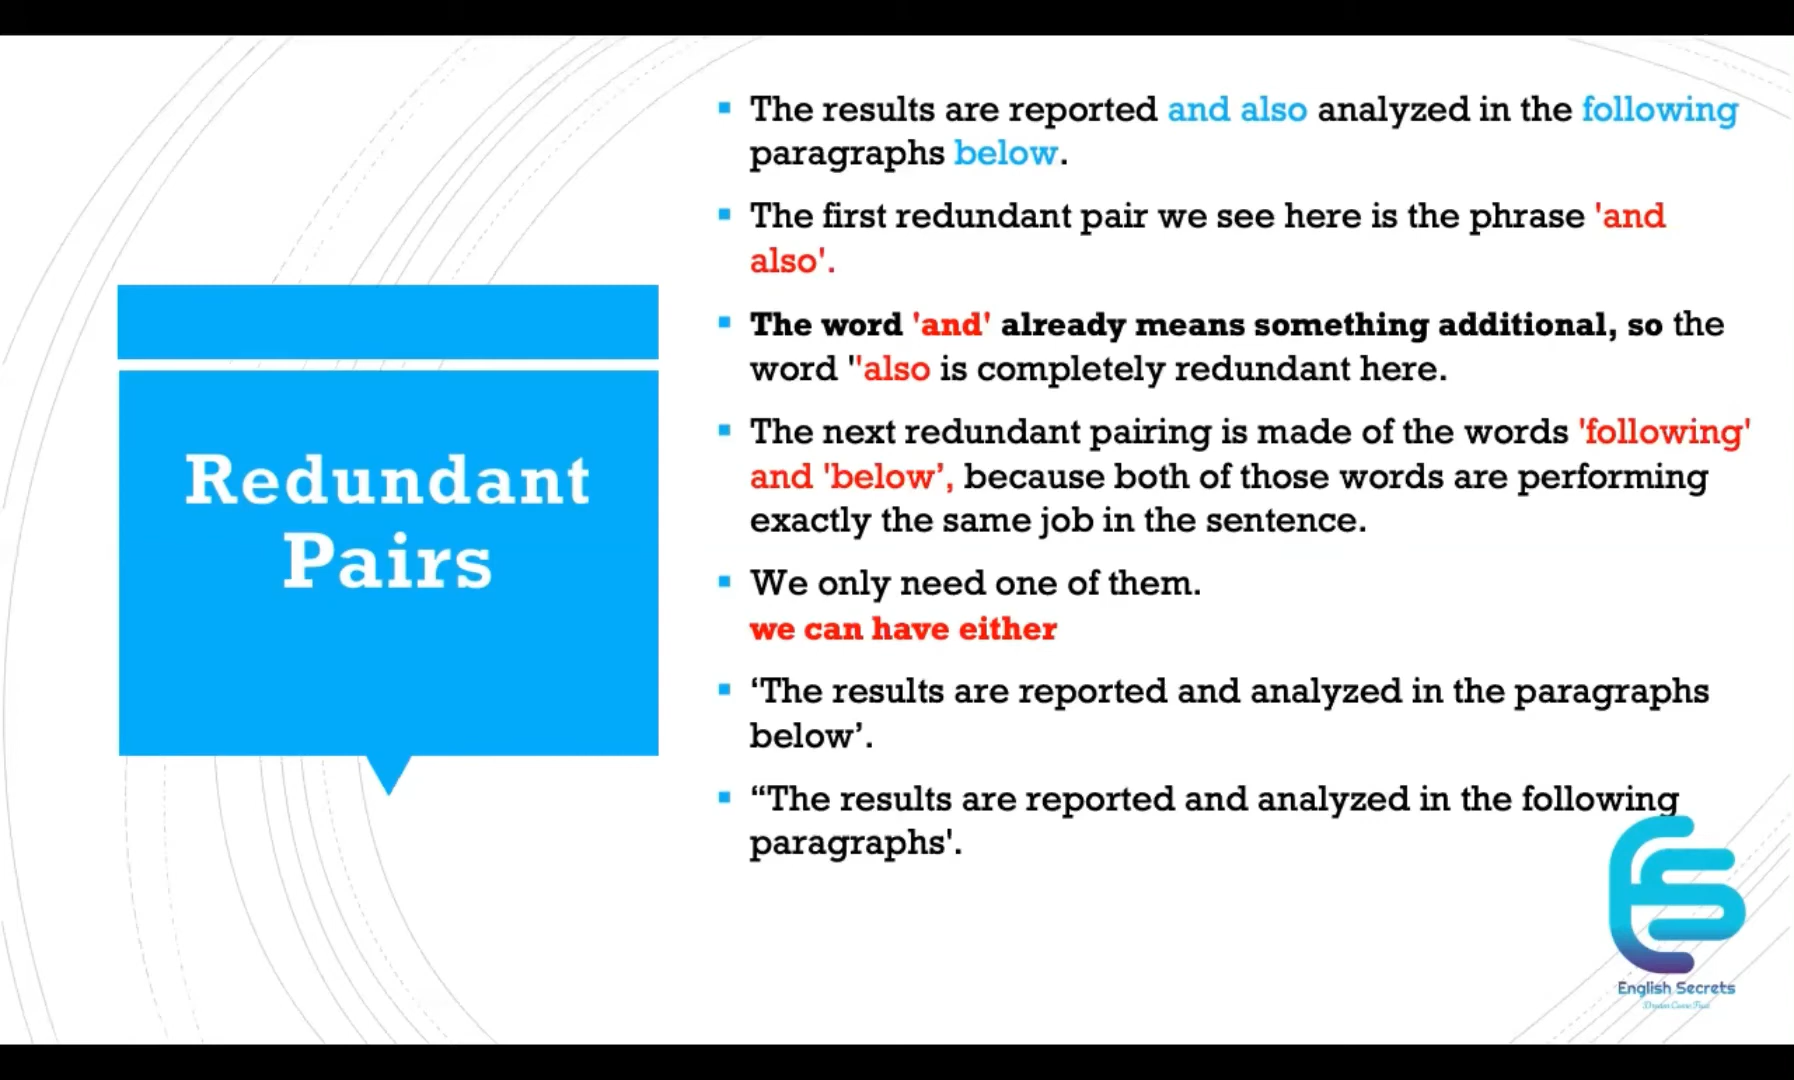 Redundant
Pairs
The results are reported and also analyzed in the following
paragraphs below.
The first redundant pair we see here is the phrase 'and
also'.
The word 'and' already means something additional, so the
word "also is completely redundant here.
The next redundant pairing is made of the words 'following'
and 'below’, because both of those words are performing
exactly the same job in the sentence.
We only need one of them.
we can have either
‘The results are reported and analyzed in the paragraphs
below’.
“The results are reported and analyzed in the following
paragraphs'.
English Secrets